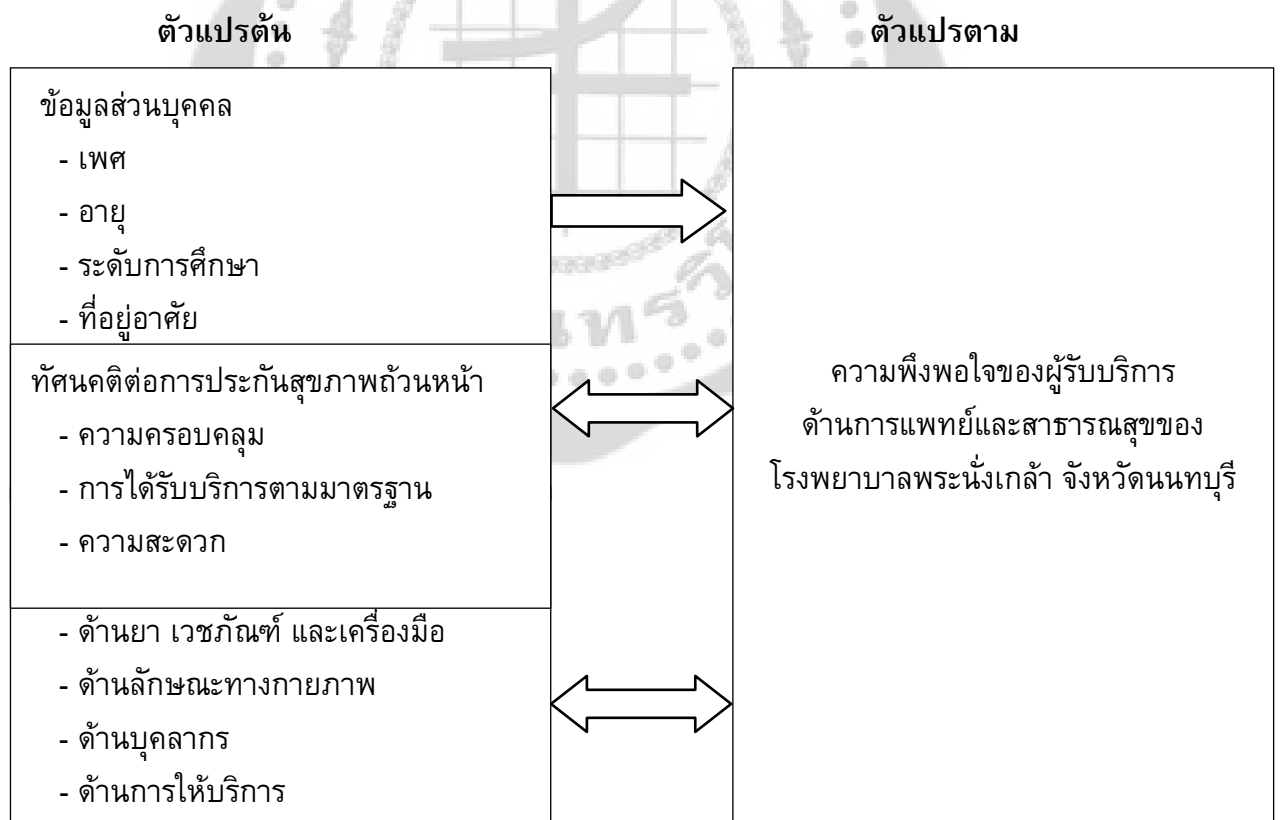 ตัวแปรต้น
ตัวแปรตาม
ข้อมูลส่วนบุคคล
- เพศ
- อายุ
- ระดับการศึกษา
- ที่อยู่อาศัย
ทัศนคติต่อการประกันสุขภาพถ้วนหน้า
- ความครอบคลุม
- การได้รับบริการตามมาตรฐาน
- ความสะดวก
- ด้านยา เวชภัณฑ์ และเครื่องมือ
- ด้านลักษณะทางกายภาพ
- ด้านบุคลากร
- ด้านการให้บริการ
ความพึงพอใจของผู้รับบริการ
ด้านการแพทย์และสาธารณสุขของ
โรงพยาบาลพระนั่งเกล้า จังหวัดนนทบุรี